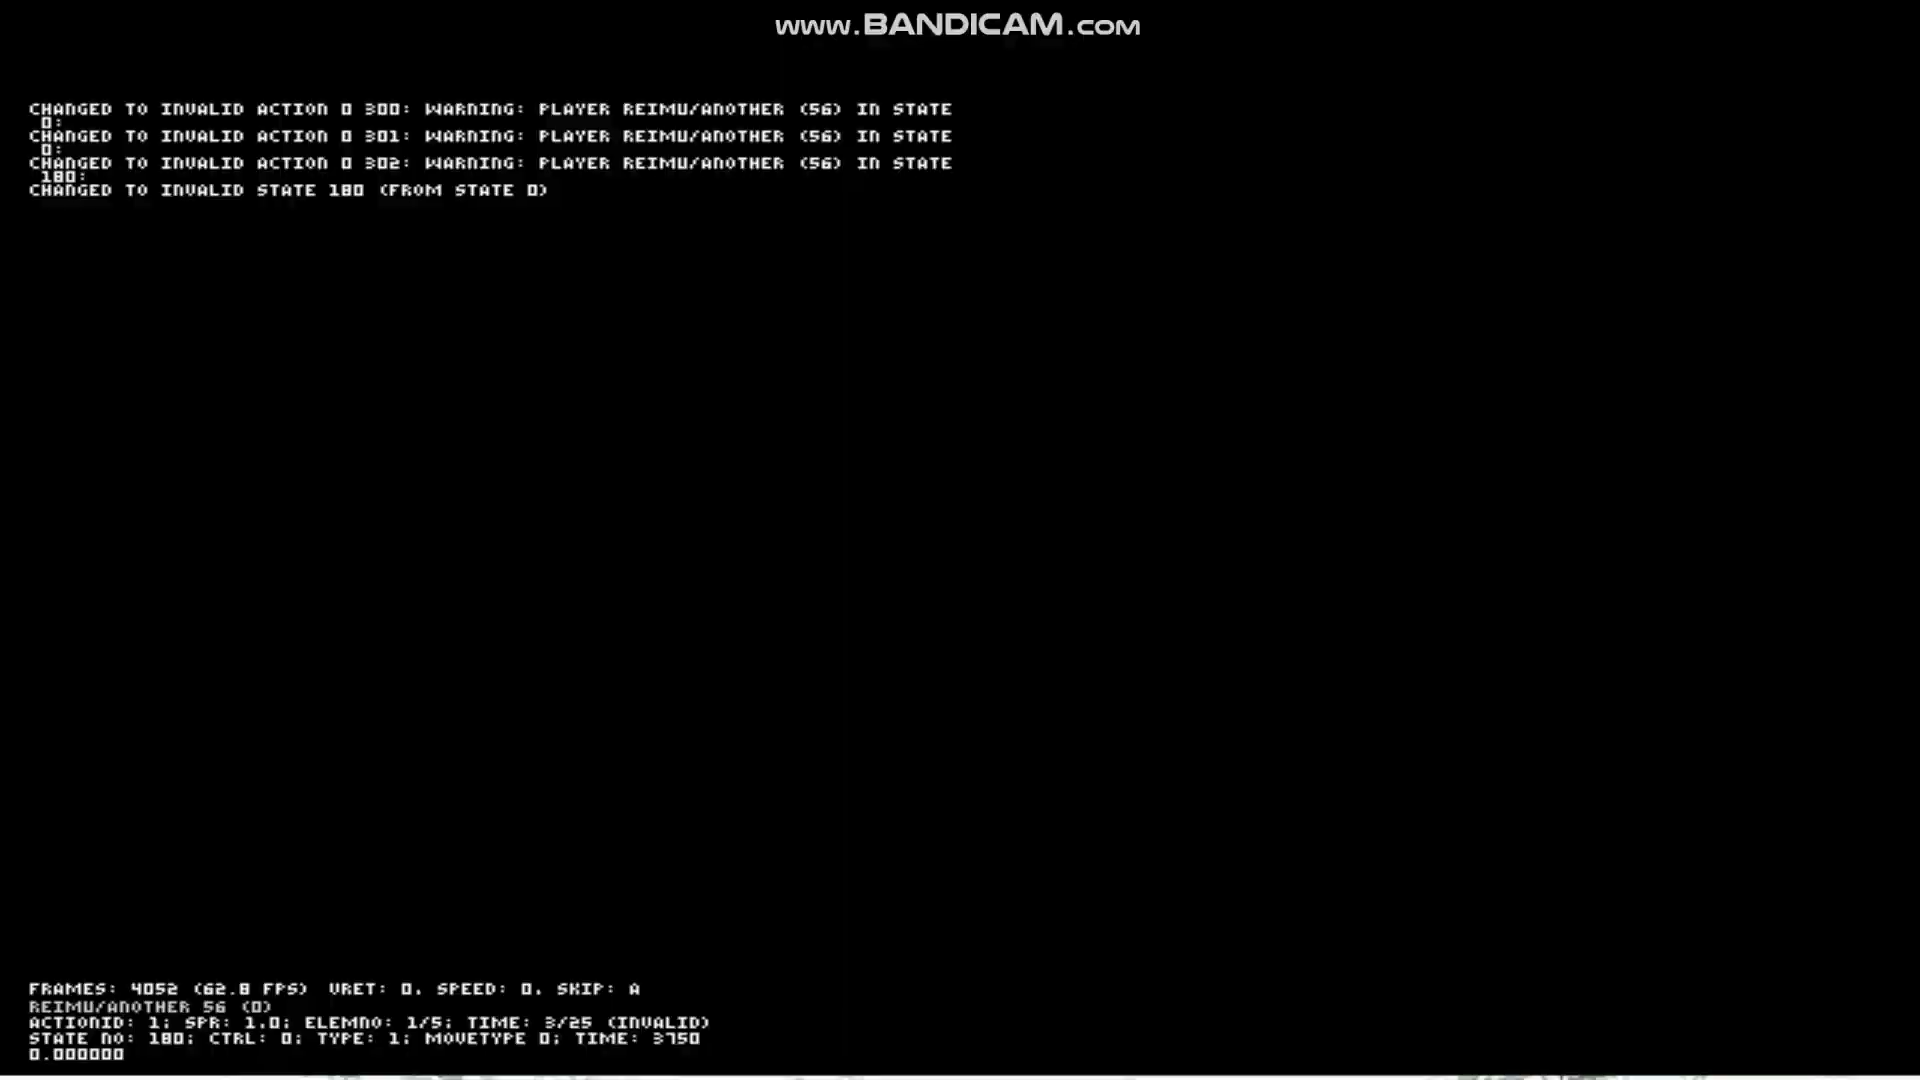 www.BANDICAM.COM
CHANGED TO INVALID ACTION 0 300: WARNING: PLAYER REIMU/ANOTHER (56) IN STATE
0:
CHANGED TO INVALID ACTION 0 301: WARNING: PLAYER REIMU/ANOTHER (56) IN STATE
0:
CHANGED TO INVALID ACTION 0 302: WARNING: PLAYER REIMU/ANOTHER (56) IN STATE
180:
CHANGED TO INVALID STATE 180 (FROM STATE 0)
FRAMES: 4052 (62.8 FPS) VRET: 0. SPEED: 0. SKIP: A
REIMU/ANOTHER 56 (0)
ACTIONID: 1; SPR: 1.0; ELEMNO: 1/5; TIME: 3/25 (INVALID)
STATE NO: 180; CTRL: 0; TYPE: 1; MOVETYPE 0; TIME: 3750
0.000000